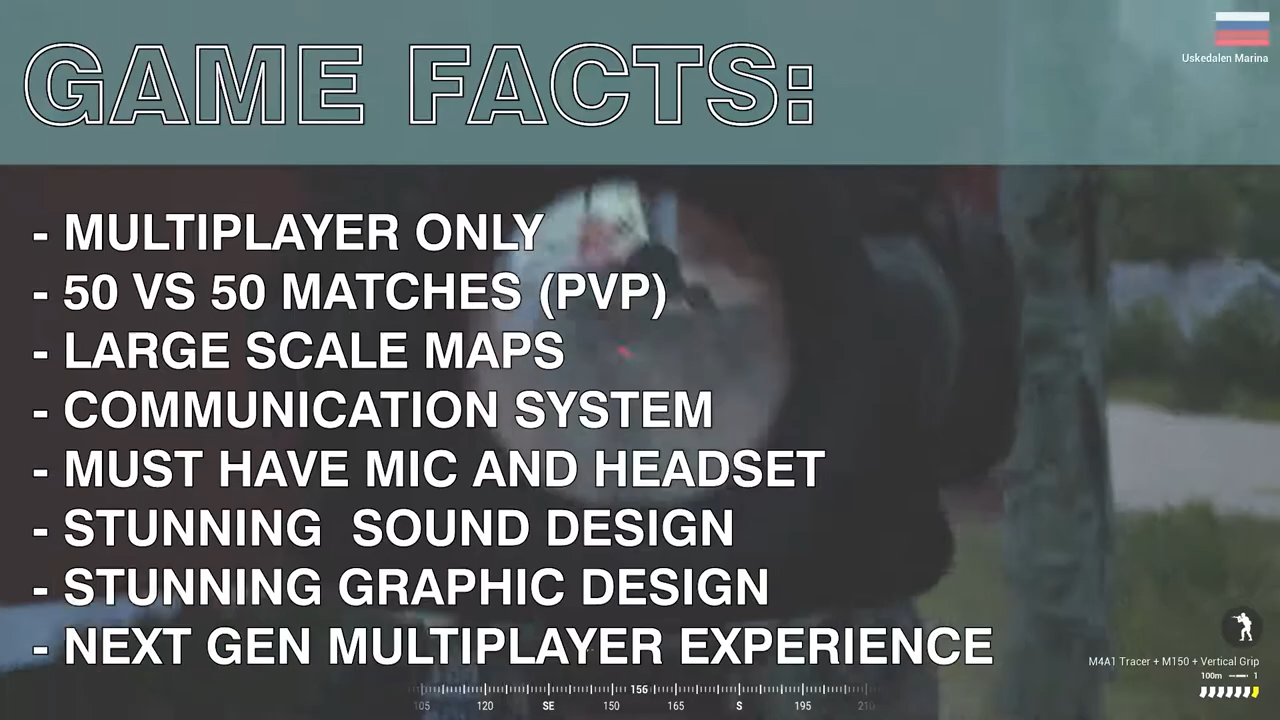 GAME FACTS:
Uskedalen Marina
- MULTIPLAYER ONLY
- 50 VS 50 MATCHES (PVP)
- LARGE SCALE MAPS
- COMMUNICATION SYSTEM
- MUST HAVE MIC AND HEADSET
- STUNNING  SOUND DESIGN
- STUNNING GRAPHIC DESIGN
- NEXT GEN MULTIPLAYER EXPERIENCE
M4A1 Tracer + M150 + Vertical Grip
100m 1
156
105 120 SE 150 165 S 195 210